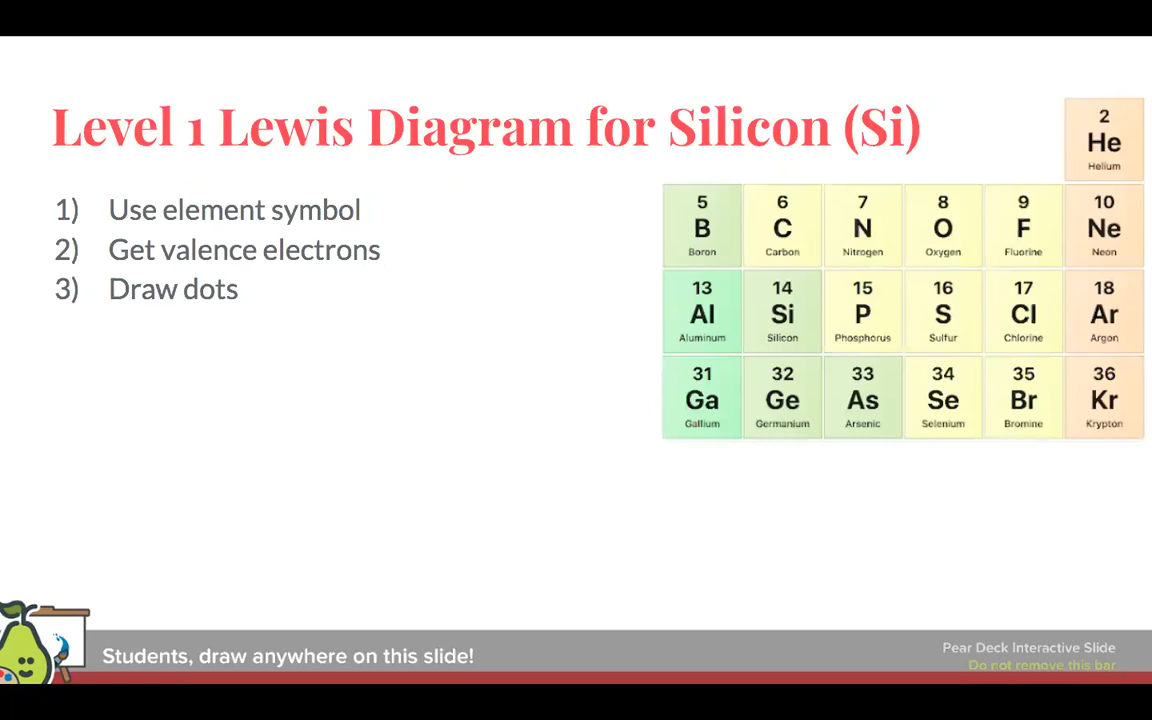 Level 1 Lewis Diagram for Silicon (Si)
1) Use element symbol
2) Get valence electrons
3) Draw dots
2
He
Helium
5 6 7 8 9 10
B C N O F Ne
Boron Carbon Nitrogen Oxygen Fluorine Neon
13 14 15 16 17 18
Al Si P S Cl Ar
Aluminum Silicon Phosphorus Sulfur Chlorine Argon
31 32 33 34 35 36
Ga Ge As Se Br Kr
Gallium Germanium Arsenic Selenium Bromine Krypton
Students, draw anywhere on this slide!
Pear Deck Interactive Slide
Do not remove this bar